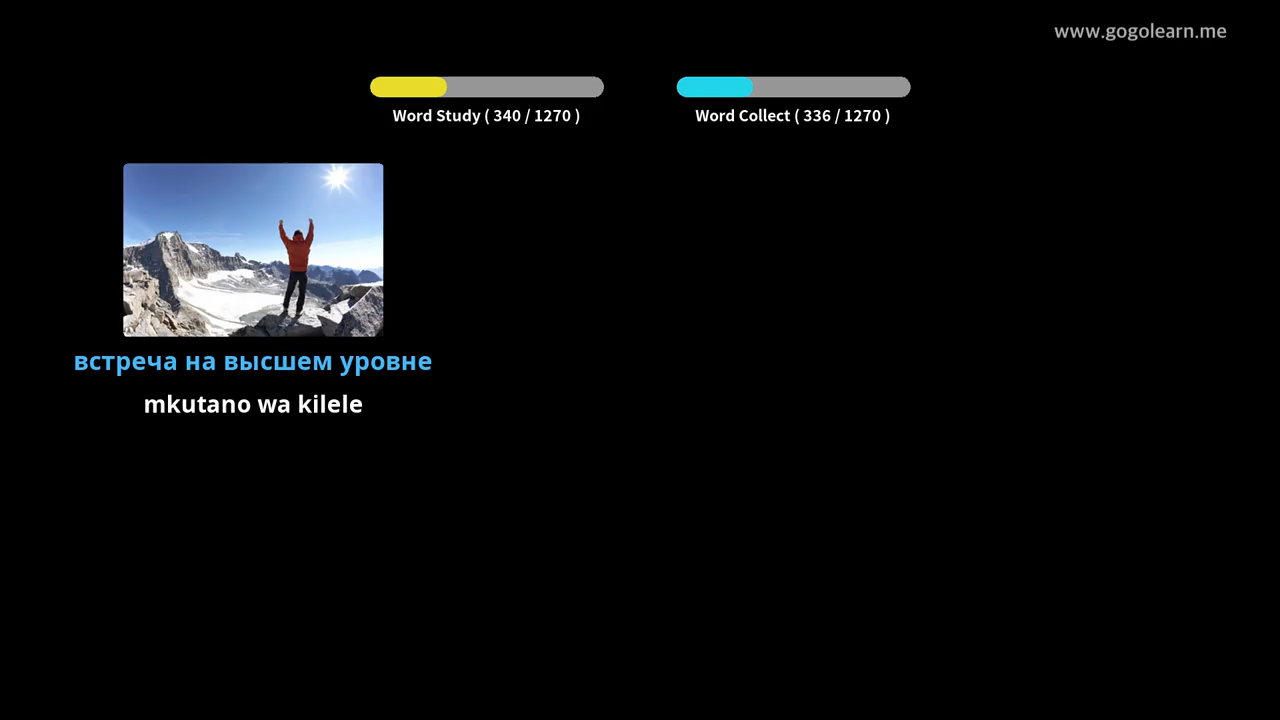 www.gogolearn.me
Word Study ( 340 / 1270 )
Word Collect ( 336 / 1270 )
встреча на высшем уровне
mkutano wa kilele